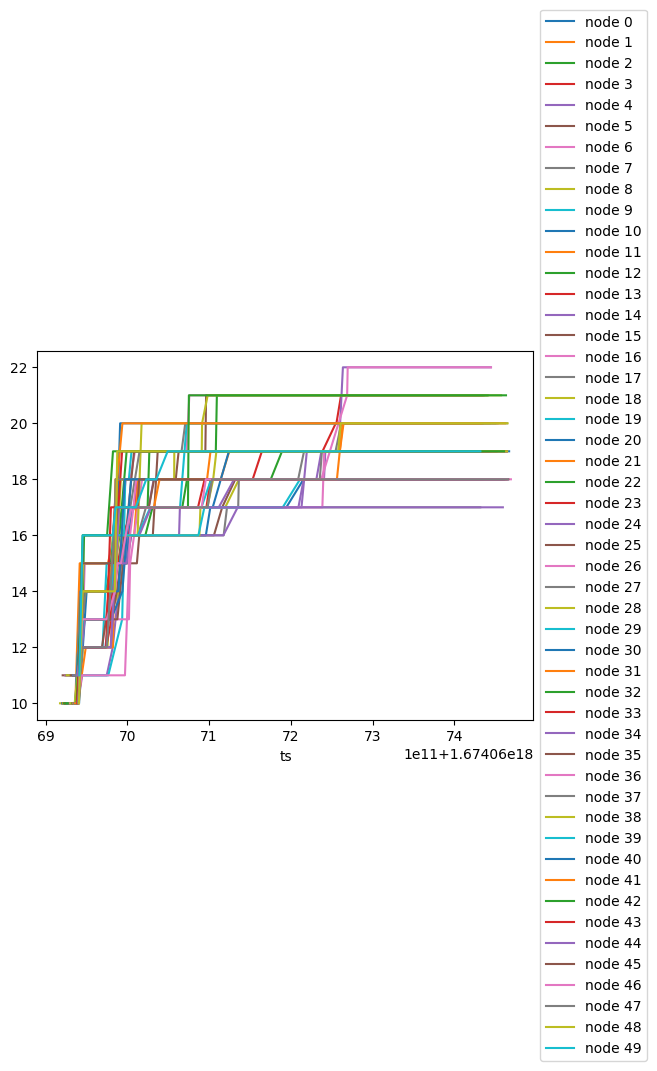 22
20
18
16
14
12
10
69 70 71 72 73 74
1e11+1.67406e18
ts
node 0
node 1
node 2
node 3
node 4
node 5
node 6
node 7
node 8
node 9
node 10
node 11
node 12
node 13
node 14
node 15
node 16
node 17
node 18
node 19
node 20
node 21
node 22
node 23
node 24
node 25
node 26
node 27
node 28
node 29
node 30
node 31
node 32
node 33
node 34
node 35
node 36
node 37
node 38
node 39
node 40
node 41
node 42
node 43
node 44
node 45
node 46
node 47
node 48
node 49